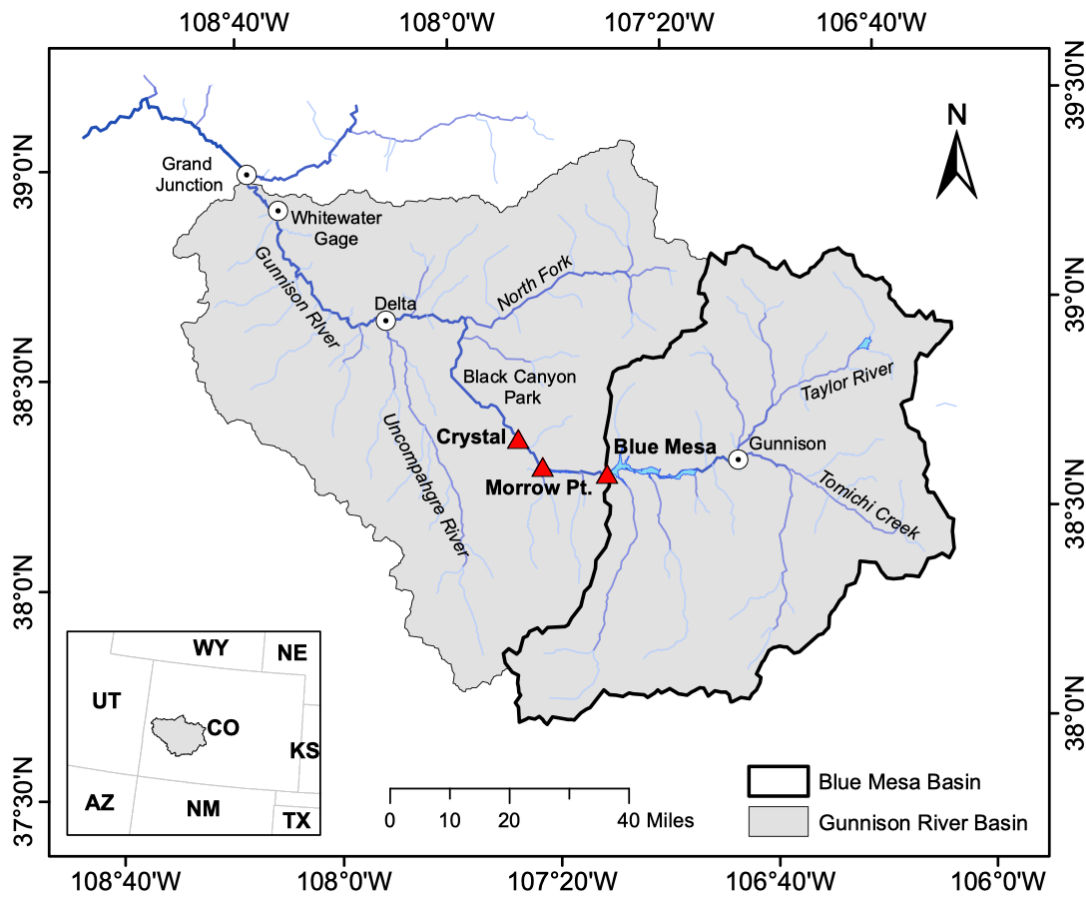 108°40'W 108°0'W 107°20'W 106°40'W
39°30'N
N
39°0'N
Grand
Junction
Whitewater
Gage
Gunnison River
North Fork
39°0'N
Delta
38°30'N
Black Canyon
Park
Taylor River
Crystal
Blue Mesa
Gunnison
Uncompahgre River
Morrow Pt.
Tomichi Creek
38°30'N
38°0'N
WY
NE
UT
CO
KS
38°0'N
AZ
NM
TX
37°30'N
0 10 20 40 Miles
Blue Mesa Basin
Gunnison River Basin
108°40'W 108°0'W 107°20'W 106°40'W 106°0'W